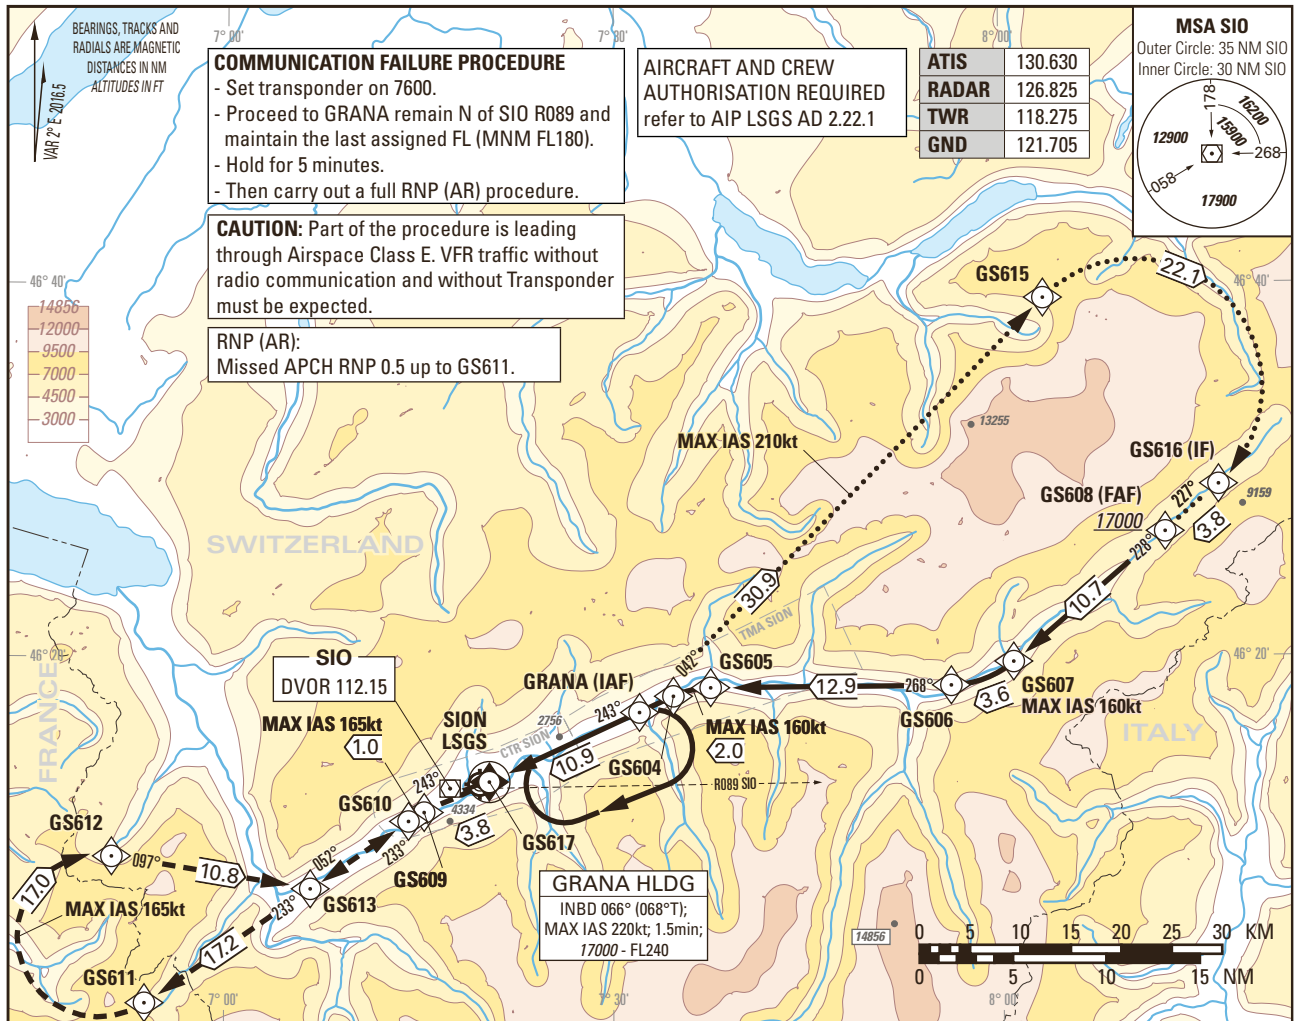 BEARINGS, TRACKS AND
RADIALS ARE MAGNETIC
DISTANCES IN NM
ALTITUDES IN FT
VAR 2° E 2016.5
7° 00'
7° 30'
8° 00'
COMMUNICATION FAILURE PROCEDURE
- Set transponder on 7600.
- Proceed to GRANA remain N of SIO R089 and
maintain the last assigned FL (MNM FL180).
- Hold for 5 minutes.
- Then carry out a full RNP (AR) procedure.
CAUTION: Part of the procedure is leading
through Airspace Class E. VFR traffic without
radio communication and without Transponder
must be expected.
RNP (AR):
Missed APCH RNP 0.5 up to GS611.
AIRCRAFT AND CREW
AUTHORISATION REQUIRED
refer to AIP LSGS AD 2.22.1
ATIS 130.630
RADAR 126.825
TWR 118.275
GND 121.705
MSA SIO
Outer Circle: 35 NM SIO
Inner Circle: 30 NM SIO
178
16200
15900
12900
268
058
17900
46° 40'
46° 40'
14856
12000
9500
7000
4500
3000
GS615
22.1
13255
MAX IAS 210kt
GS616 (IF)
227°
9159
GS608 (FAF)
17000
3.8
228°
10.7
SWITZERLAND
30.9
TMA SION
46° 20'
46° 20'
FRANCE
SIO
DVOR 112.15
042°
GS605
GRANA (IAF)
12.9
268°
GS607
MAX IAS 160kt
3.6
GS606
ITALY
243°
MAX IAS 165kt
1.0
SION
LSGS
2756
CTR SION
MAX IAS 160kt
2.0
10.9
GS604
R089 SIO
243°
GS610
4334
3.8
GS617
GS612
097°
052°
233°
GS609
10.8
17.0
MAX IAS 165kt
233°
GS613
17.2
GS611
GRANA HLDG
INBD 066° (068°T);
MAX IAS 220kt; 1.5min;
17000 - FL240
14856
0 5 10 15 20 25 30 KM
0 5 10 15 NM
7° 00'
7° 30'
8° 00'